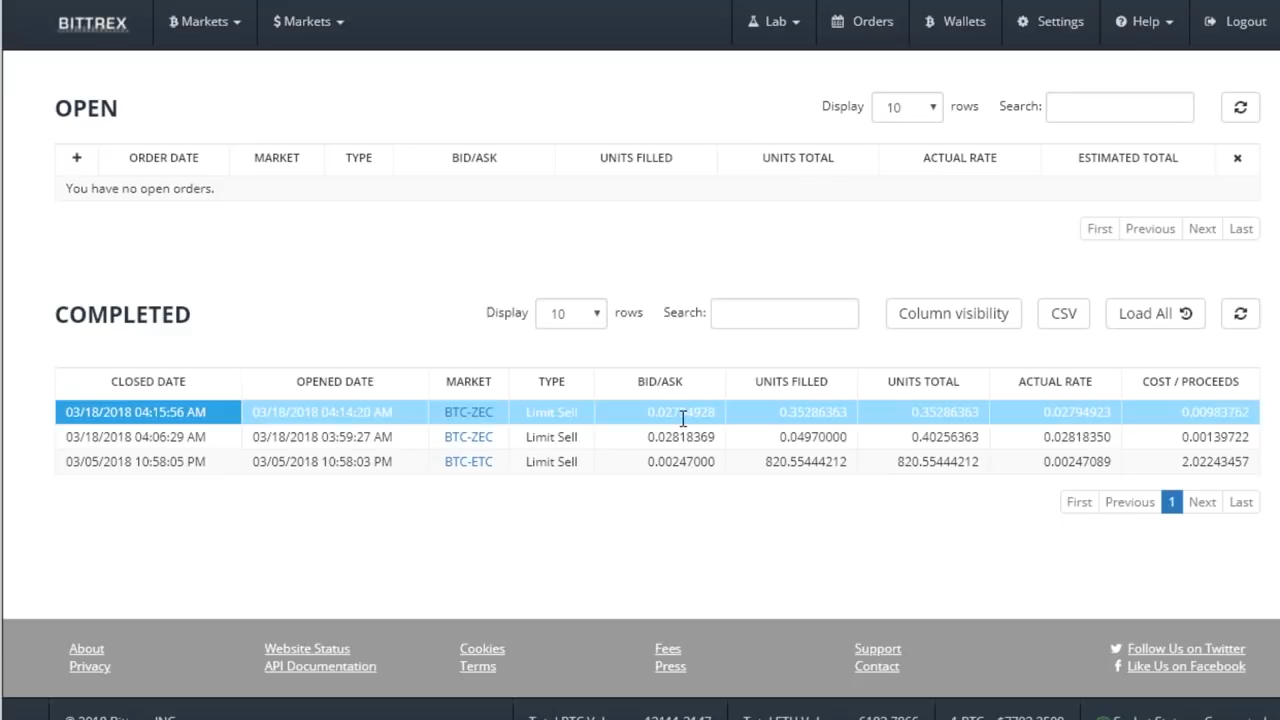 BITTREX Markets $ Markets Lab Orders Wallets Settings Help Logout
OPEN Display 10 rows Search:
+ ORDER DATE MARKET TYPE BID/ASK UNITS FILLED UNITS TOTAL ACTUAL RATE ESTIMATED TOTAL ×
You have no open orders.
First Previous Next Last
COMPLETED Display 10 rows Search: Column visibility CSV Load All
CLOSED DATE OPENED DATE MARKET TYPE BID/ASK UNITS FILLED UNITS TOTAL ACTUAL RATE COST / PROCEEDS
03/18/2018 04:15:56 AM 03/18/2018 04:14:20 AM BTC-ZEC Limit Sell 0.35286363 0.35286363 0.02794923 0.00983762
03/18/2018 04:06:29 AM 03/18/2018 03:59:27 AM BTC-ZEC Limit Sell 0.02818369 0.04970000 0.40256363 0.02818350 0.00139722
03/05/2018 10:58:05 PM 03/05/2018 10:58:03 PM BTC-ETC Limit Sell 0.00247000 820.55444212 820.55444212 0.00247089 2.02243457
First Previous 1 Next Last
About Website Status Cookies Fees Support Follow Us on Twitter
Privacy API Documentation Terms Press Contact Like Us on Facebook